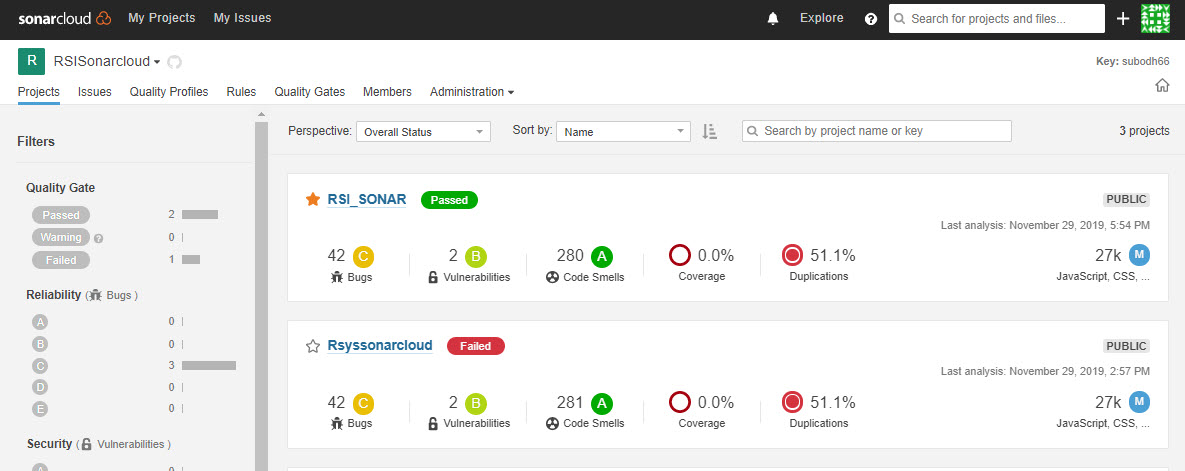 sonarcloud My Projects My Issues Explore Search for projects and files...
R RSISonarcloud Key: subodh66
Projects Issues Quality Profiles Rules Quality Gates Members Administration
Filters
Quality Gate
Passed 2
Warning ? 0
Failed 1
Reliability ( Bugs )
A 0
B 0
C 3
D 0
E 0
Security ( Vulnerabilities )
Perspective: Overall Status Sort by: Name Search by project name or key 3 projects
RSI_SONAR Passed PUBLIC
Last analysis: November 29, 2019, 5:54 PM
42 C 2 B 280 A 0.0% 51.1% 27k M
Bugs Vulnerabilities Code Smells Coverage Duplications JavaScript, CSS, ...
Rsyssonarcloud Failed PUBLIC
Last analysis: November 29, 2019, 2:57 PM
42 C 2 B 281 A 0.0% 51.1% 27k M
Bugs Vulnerabilities Code Smells Coverage Duplications JavaScript, CSS, ...